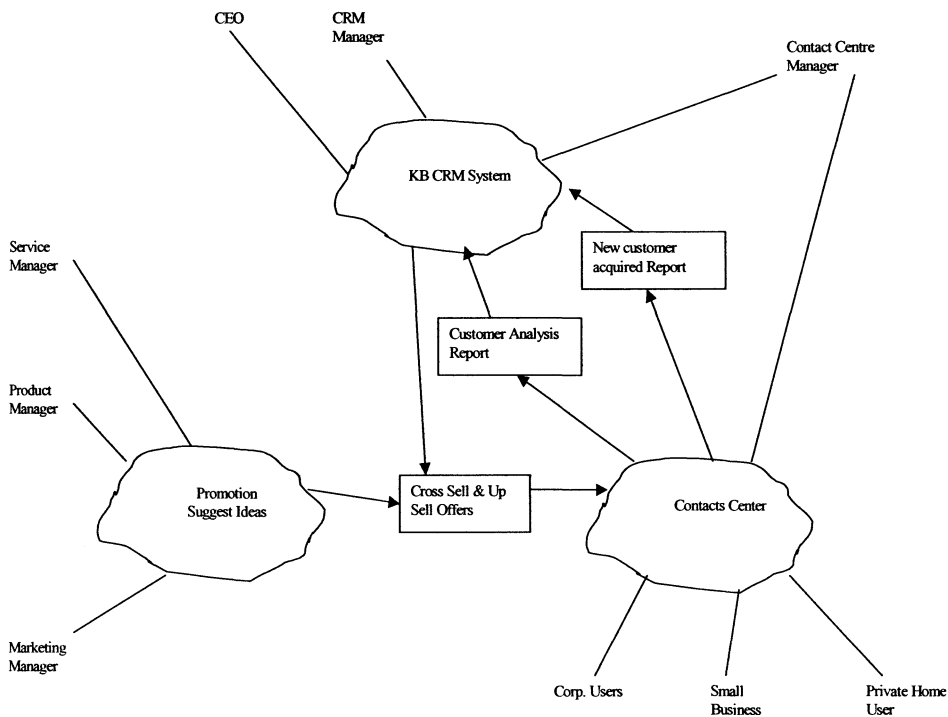 CEO
CRM
Manager
Contact Centre
Manager
KB CRM System
Service
Manager
New customer
acquired Report
Customer Analysis
Report
Product
Manager
Promotion
Suggest Ideas
Cross Sell & Up
Sell Offers
Contacts Center
Marketing
Manager
Corp. Users
Small
Business
Private Home
User